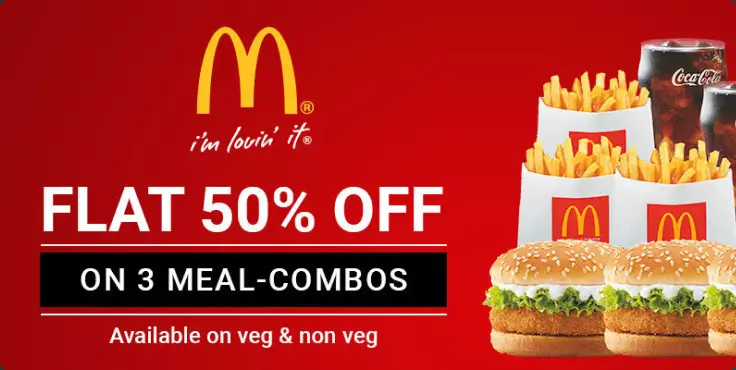 i'm lovin' it®
FLAT 50% OFF
ON 3 MEAL-COMBOS
Available on veg & non veg
Coca-Cola